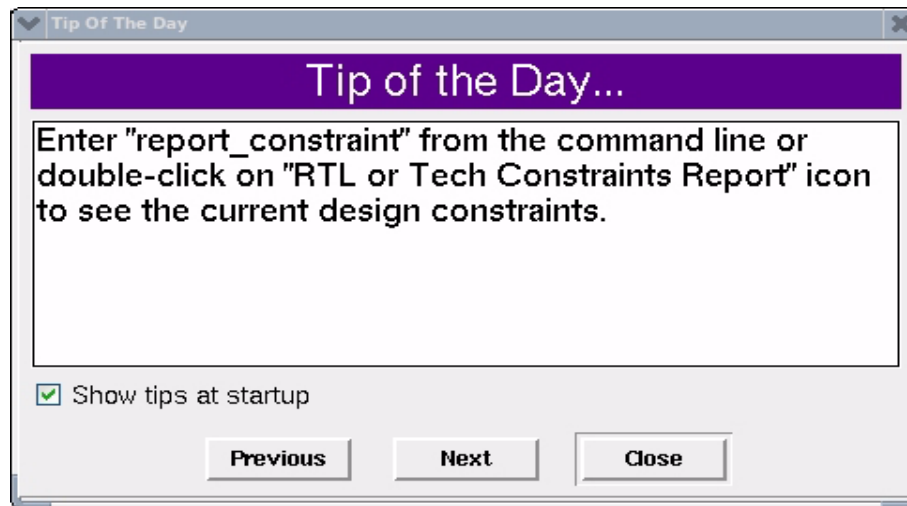 Tip Of The Day
Tip of the Day...
Enter "report_constraint" from the command line or
double-click on "RTL or Tech Constraints Report" icon
to see the current design constraints.
Show tips at startup
Previous Next Close